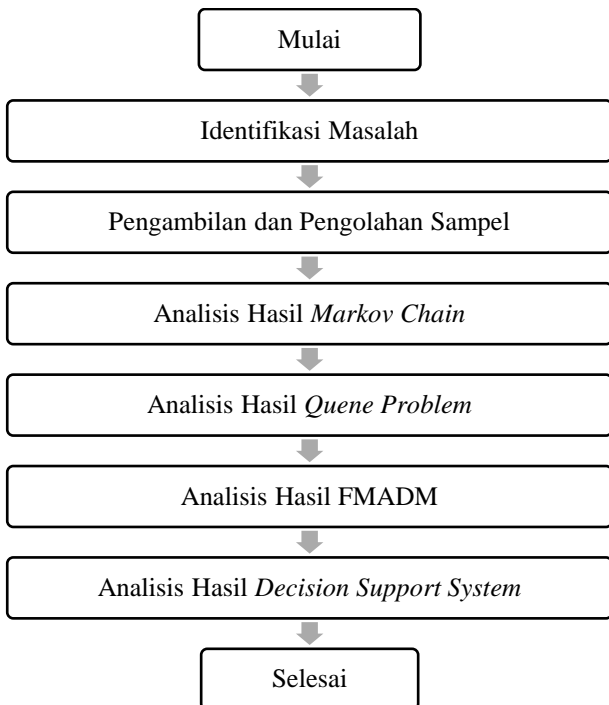 Mulai
Identifikasi Masalah
Pengambilan dan Pengolahan Sampel
Analisis Hasil Markov Chain
Analisis Hasil Quene Problem
Analisis Hasil FMADM
Analisis Hasil Decision Support System
Selesai